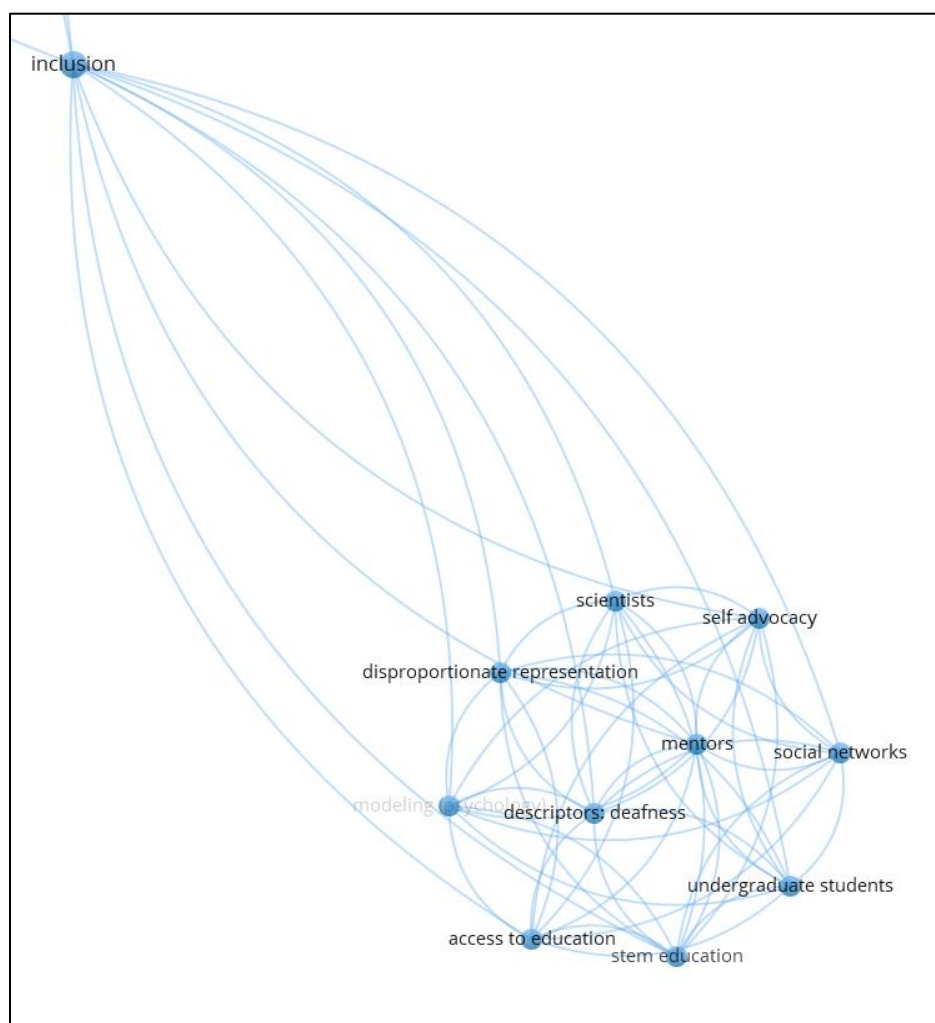 inclusion
scientists
self advocacy
disproportionate representation
mentors
social networks
modeling (psychology)
descriptors: deafness
undergraduate students
access to education
stem education